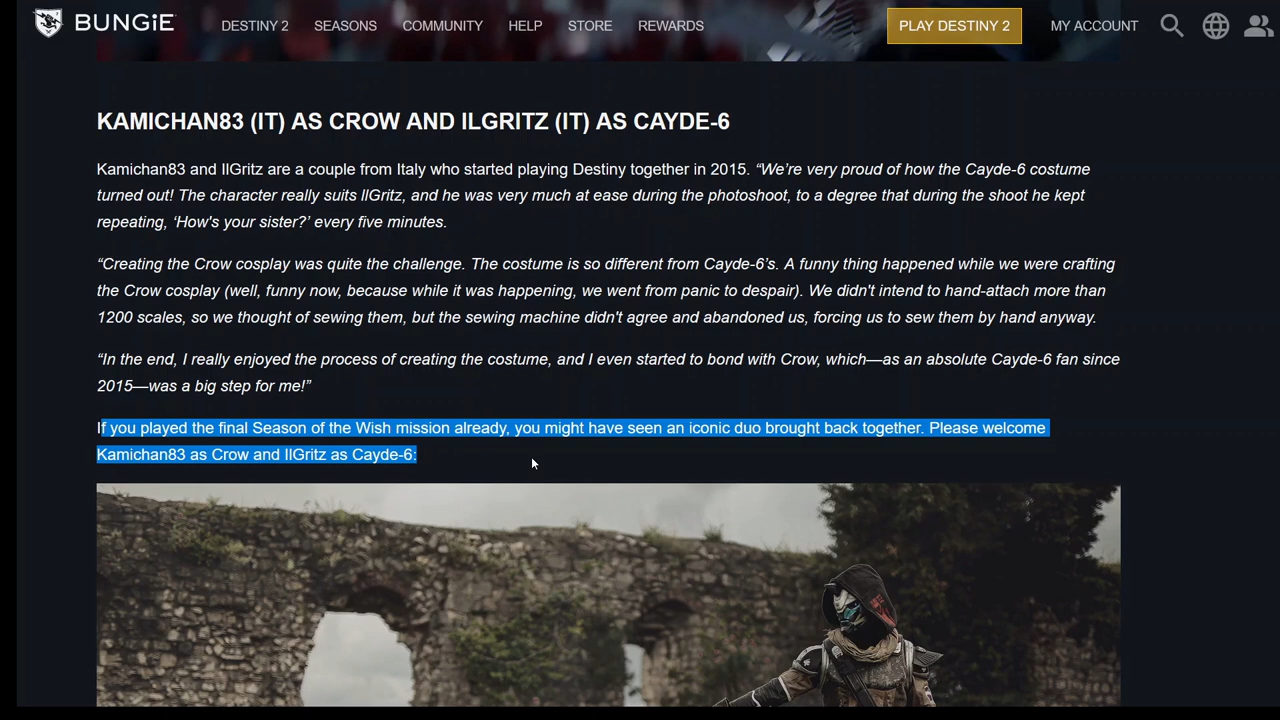 BUNGiE DESTINY 2 SEASONS COMMUNITY HELP STORE REWARDS PLAY DESTINY 2 MY ACCOUNT
KAMICHAN83 (IT) AS CROW AND ILGRITZ (IT) AS CAYDE-6
Kamichan83 and IlGritz are a couple from Italy who started playing Destiny together in 2015. “We’re very proud of how the Cayde-6 costume
turned out! The character really suits IlGritz, and he was very much at ease during the photoshoot, to a degree that during the shoot he kept
repeating, ‘How's your sister?’ every five minutes.
“Creating the Crow cosplay was quite the challenge. The costume is so different from Cayde-6’s. A funny thing happened while we were crafting
the Crow cosplay (well, funny now, because while it was happening, we went from panic to despair). We didn't intend to hand-attach more than
1200 scales, so we thought of sewing them, but the sewing machine didn't agree and abandoned us, forcing us to sew them by hand anyway.
“In the end, I really enjoyed the process of creating the costume, and I even started to bond with Crow, which—as an absolute Cayde-6 fan since
2015—was a big step for me!”
If you played the final Season of the Wish mission already, you might have seen an iconic duo brought back together. Please welcome
Kamichan83 as Crow and IlGritz as Cayde-6: